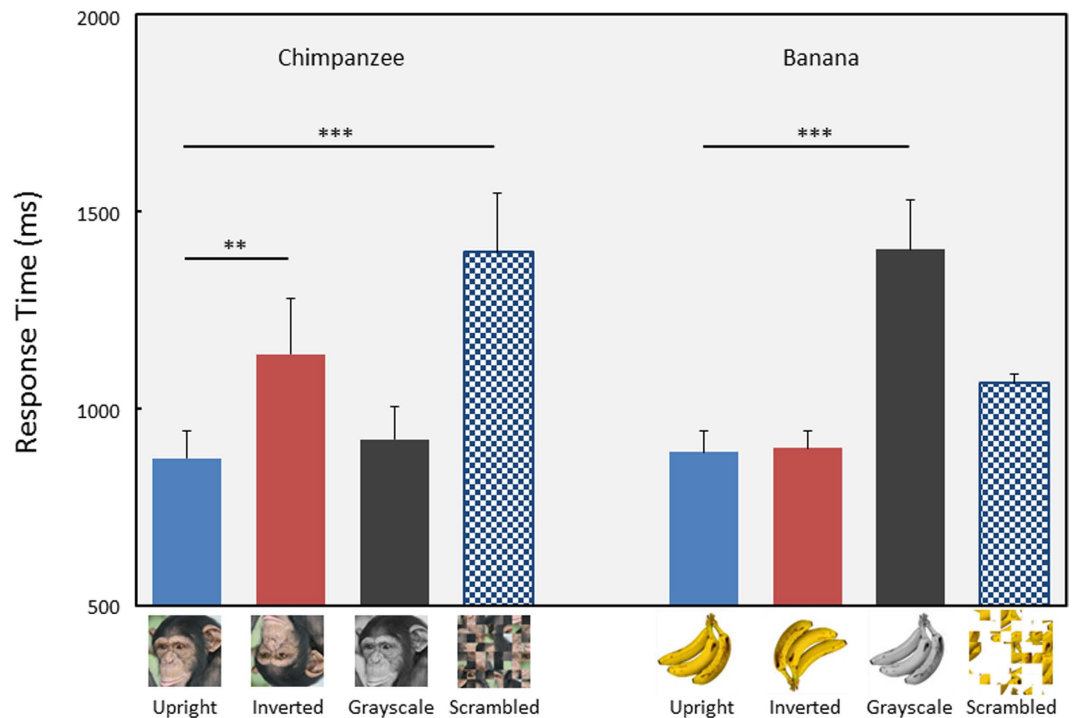 2000
Chimpanzee
Banana
***
***
1500
**
1000
500
Response Time (ms)
Upright
Inverted
Grayscale
Scrambled
Upright
Inverted
Grayscale
Scrambled